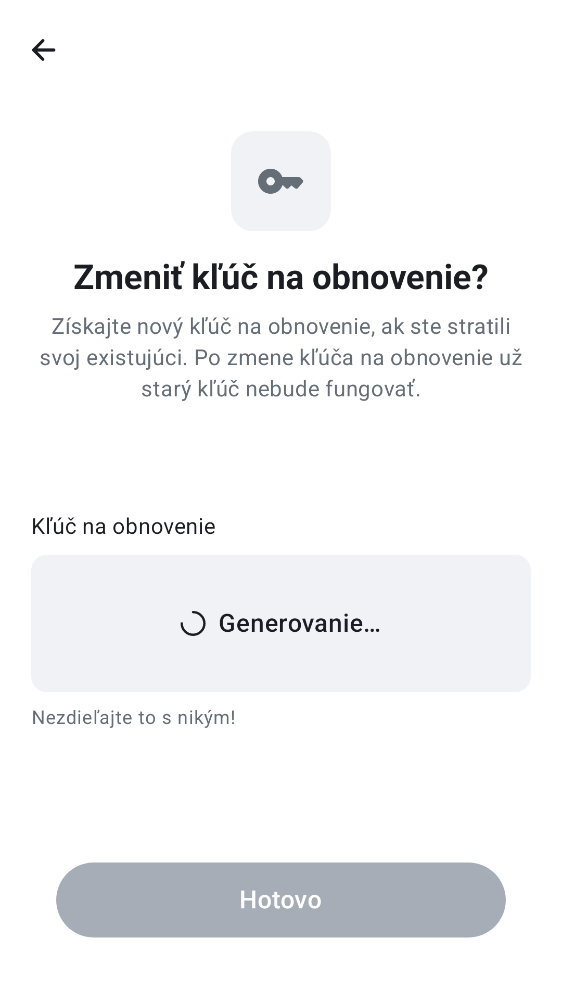 Zmeniť kľúč na obnovenie?
Získajte nový kľúč na obnovenie, ak ste stratili
svoj existujúci. Po zmene kľúča na obnovenie už
starý kľúč nebude fungovať.
Kľúč na obnovenie
Generovanie…
Nezdieľajte to s nikým!
Hotovo